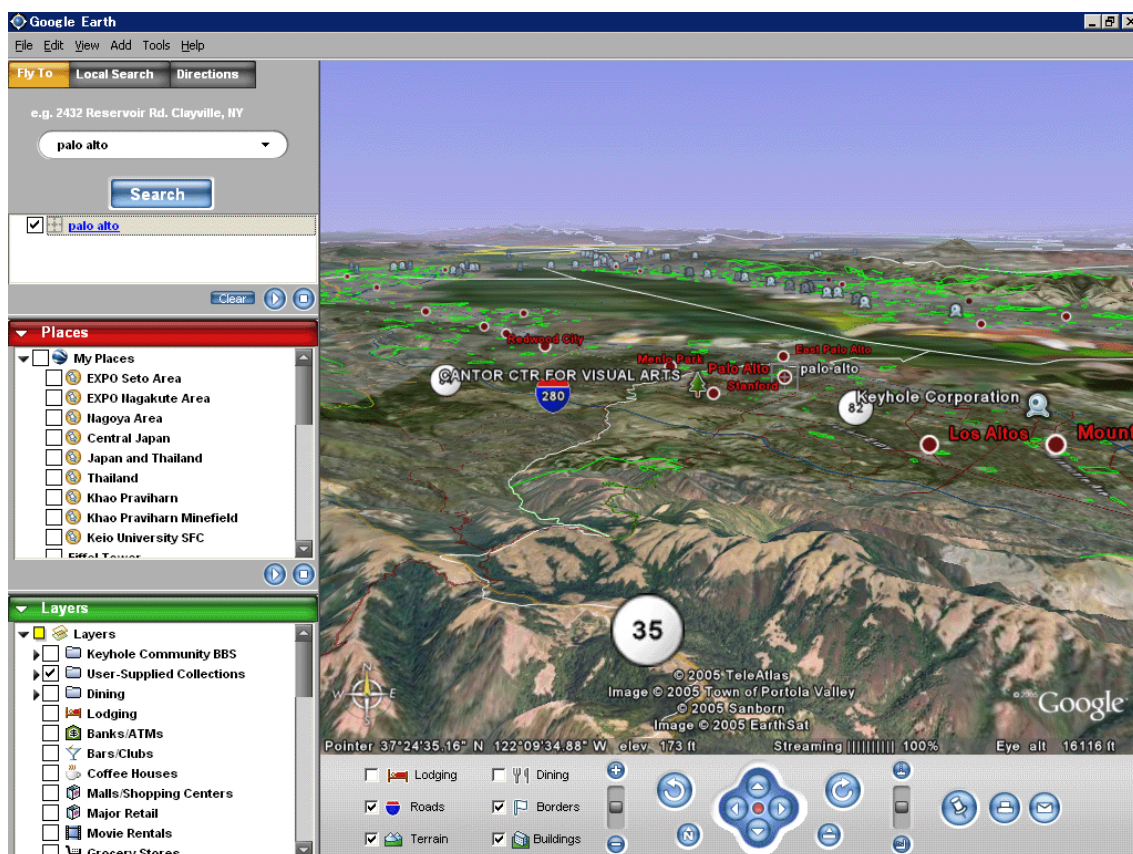 Google Earth
File Edit View Add Tools Help
Fly To Local Search Directions
e.g. 2432 Reservoir Rd. Clayville, NY
palo alto
Search
palo alto
Clear
Places
My Places
EXPO Seto Area
EXPO Nagakute Area
Nagoya Area
Central Japan
Japan and Thailand
Thailand
Khao Praviharn
Khao Praviharn Minefield
Keio University SFC
Eiffel Tower
Layers
Layers
Keyhole Community BBS
User-Supplied Collections
Dining
Lodging
Banks/ATMs
Bars/Clubs
Coffee Houses
Malls/Shopping Centers
Major Retail
Movie Rentals
Grocery Stores
Redwood City
Menlo Park
East Palo Alto
CANTOR CTR FOR VISUAL ARTS
Palo Alto
palo-alto
Stanford
280
82
Keyhole Corporation
Los Altos
Mount
35
N
W E
S
© 2005 TeleAtlas
Image © 2005 Town of Portola Valley
© 2005 Sanborn
Image © 2005 EarthSat
© 2005 Google
Pointer 37°24'35.16" N 122°09'34.88" W elev 173 ft Streaming |||||||||| 100% Eye alt 16116 ft
Lodging Dining
Roads Borders
Terrain Buildings
N